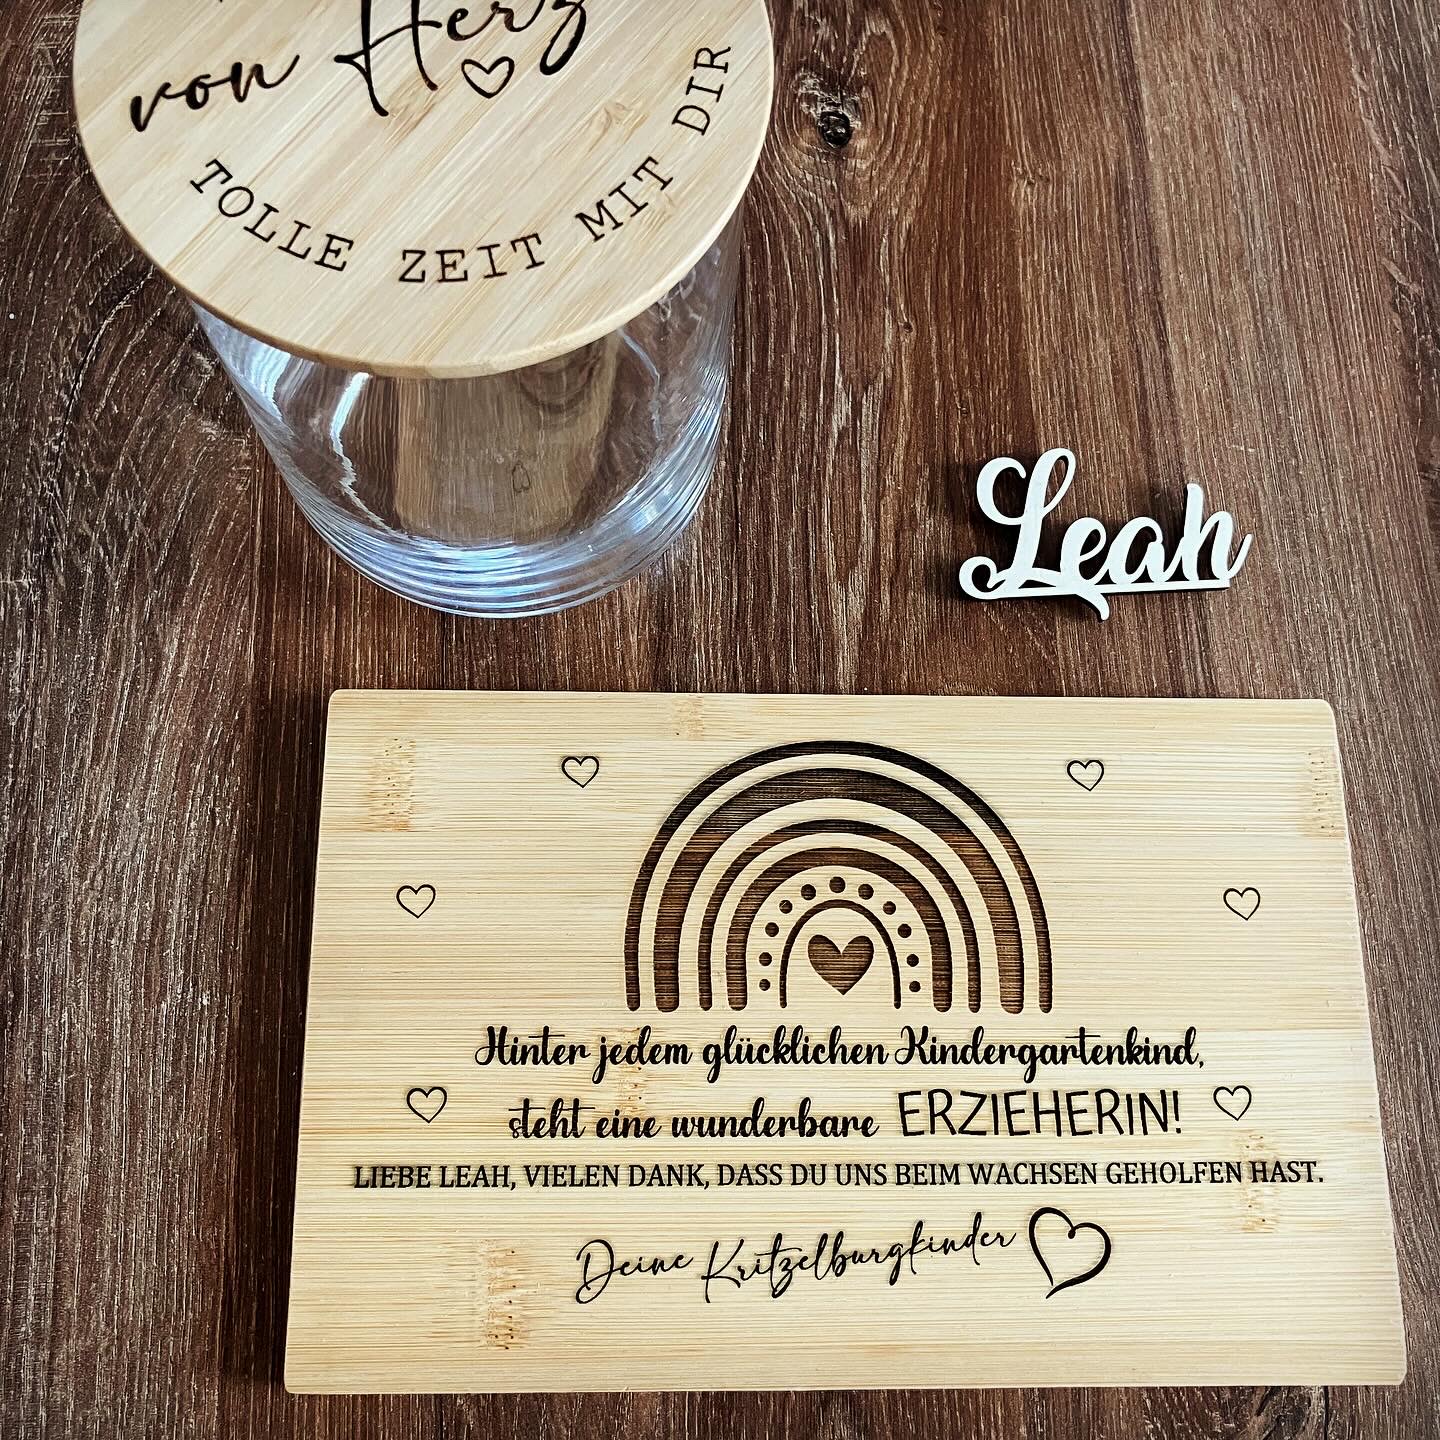 von Herz
TOLLE ZEIT MIT DIR
Leah
Hinter jedem glücklichen Kindergartenkind,
steht eine wunderbare ERZIEHERIN!
LIEBE LEAH, VIELEN DANK, DASS DU UNS BEIM WACHSEN GEHOLFEN HAST.
Deine Kritzelburgkinder